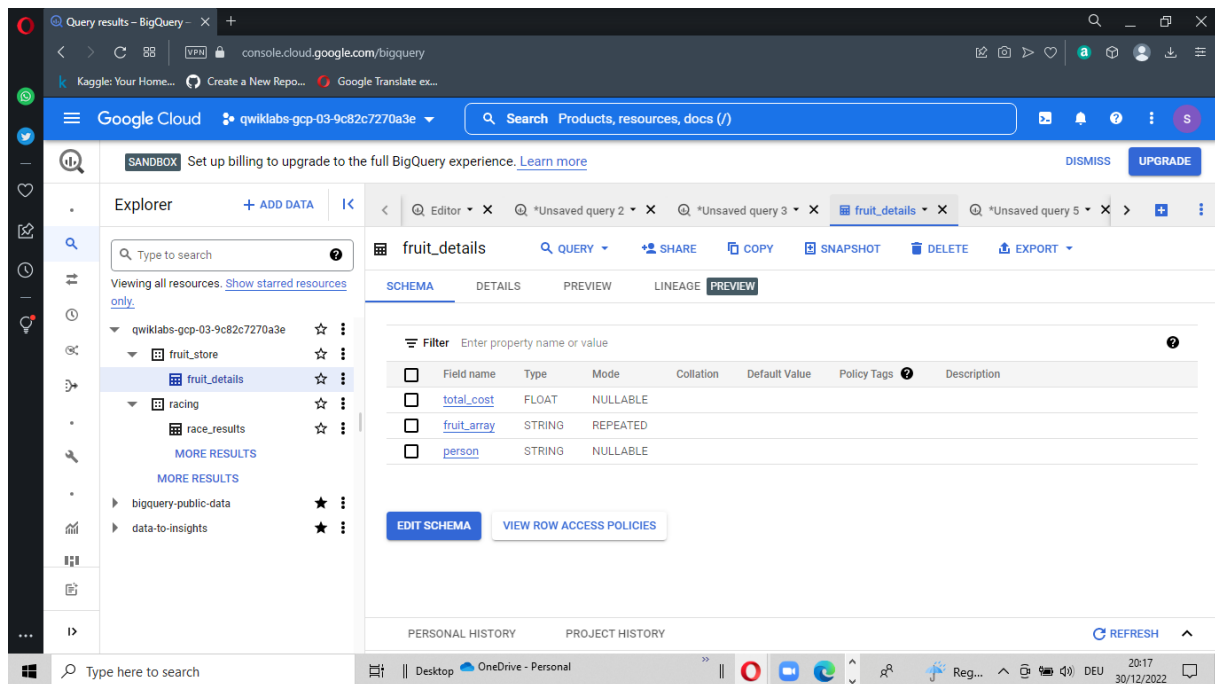 Query results – BigQuery –
VPN console.cloud.google.com/bigquery
k Kaggle: Your Home... Create a New Repo... Google Translate ex...
Google Cloud qwiklabs-gcp-03-9c82c7270a3e Search Products, resources, docs (/) S
SANDBOX Set up billing to upgrade to the full BigQuery experience. Learn more DISMISS UPGRADE
Explorer + ADD DATA
Editor *Unsaved query 2 *Unsaved query 3 fruit_details *Unsaved query 5
fruit_details QUERY SHARE COPY SNAPSHOT DELETE EXPORT
Type to search
Viewing all resources. Show starred resources
only.
SCHEMA DETAILS PREVIEW LINEAGE PREVIEW
qwiklabs-gcp-03-9c82c7270a3e
fruit_store
fruit_details
racing
race_results
MORE RESULTS
MORE RESULTS
bigquery-public-data
data-to-insights
Filter Enter property name or value
Field name Type Mode Collation Default Value Policy Tags Description
total_cost FLOAT NULLABLE
fruit_array STRING REPEATED
person STRING NULLABLE
EDIT SCHEMA VIEW ROW ACCESS POLICIES
PERSONAL HISTORY PROJECT HISTORY REFRESH
Type here to search Desktop OneDrive - Personal Reg... DEU 20:17
30/12/2022